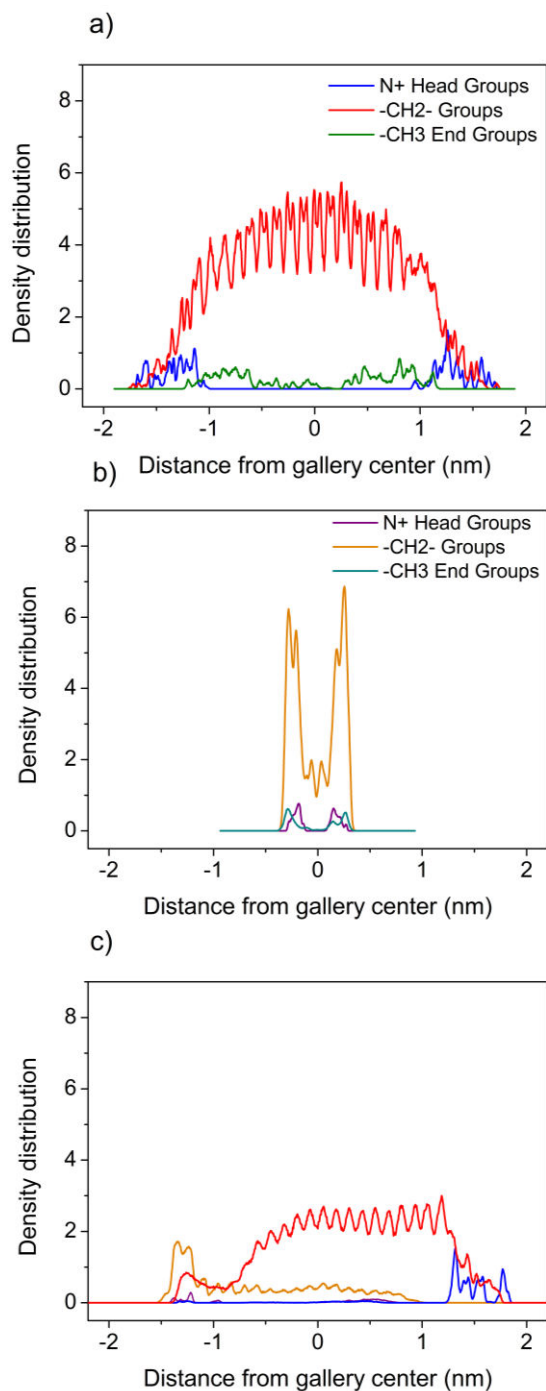 a)
8
6
4
2
0
Density distribution
N+ Head Groups
-CH2- Groups
-CH3 End Groups
-2 -1 0 1 2
Distance from gallery center (nm)
b)
8
6
4
2
0
Density distribution
N+ Head Groups
-CH2- Groups
-CH3 End Groups
-2 -1 0 1 2
Distance from gallery center (nm)
c)
8
6
4
2
0
Density distribution
-2 -1 0 1 2
Distance from gallery center (nm)